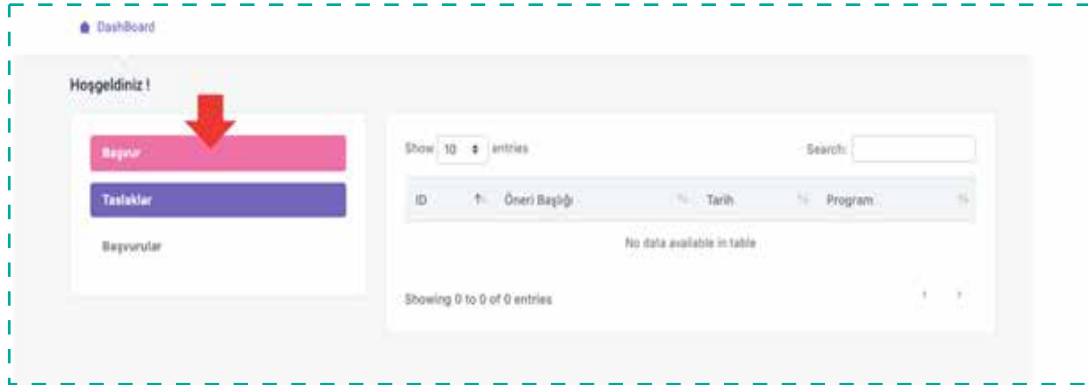 DashBoard
Hoşgeldiniz !
Başvur
Taslaklar
Başvurular
Show 10 entries
Search:
ID Öneri Başlığı Tarih Program
No data available in table
Showing 0 to 0 of 0 entries